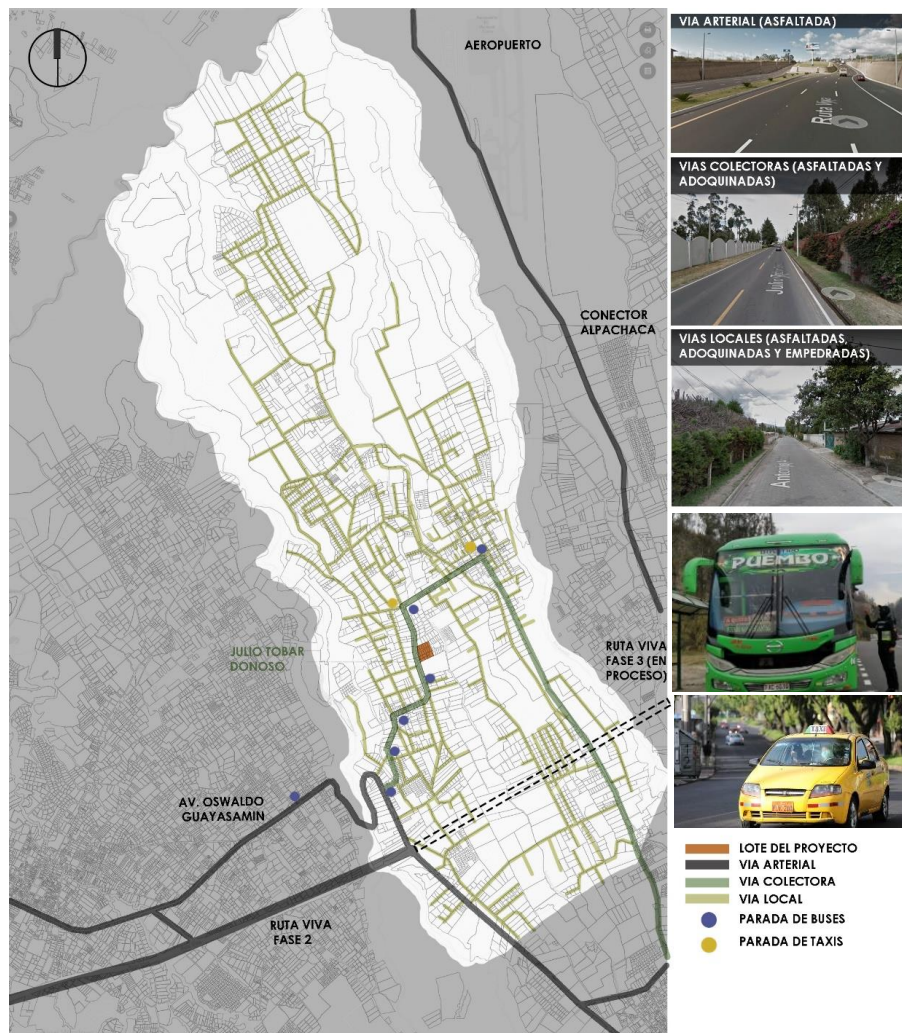 AEROPUERTO
CONECTOR
ALPACHACA
JULIO TOBAR
DONOSO
RUTA VIVA
FASE 3 (EN
PROCESO)
AV. OSWALDO
GUAYASAMIN
RUTA VIVA
FASE 2
VIA ARTERIAL (ASFALTADA)
Ruta Viva
VIAS COLECTORAS (ASFALTADAS Y
ADOQUINADAS)
VIAS LOCALES (ASFALTADAS,
ADOQUINADAS Y EMPEDRADAS)
PUEMBO
TAXI
LOTE DEL PROYECTO
VIA ARTERIAL
VIA COLECTORA
VIA LOCAL
PARADA DE BUSES
PARADA DE TAXIS